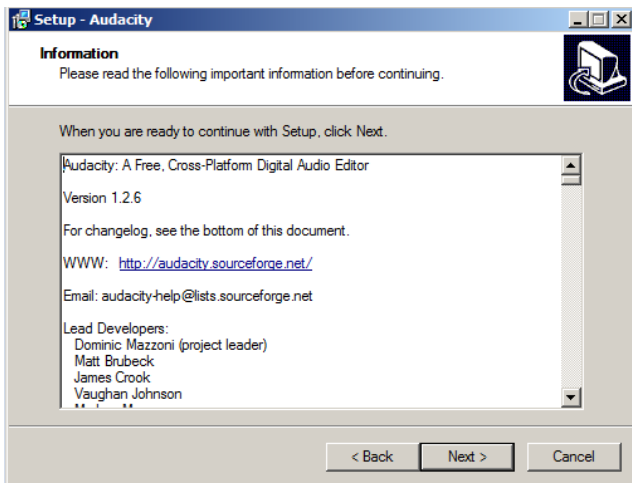 Setup - Audacity
Information
Please read the following important information before continuing.
When you are ready to continue with Setup, click Next.
Audacity: A Free, Cross-Platform Digital Audio Editor
Version 1.2.6
For changelog, see the bottom of this document.
WWW: http://audacity.sourceforge.net/
Email: audacity-help@lists.sourceforge.net
Lead Developers:
Dominic Mazzoni (project leader)
Matt Brubeck
James Crook
Vaughan Johnson
< Back Next > Cancel